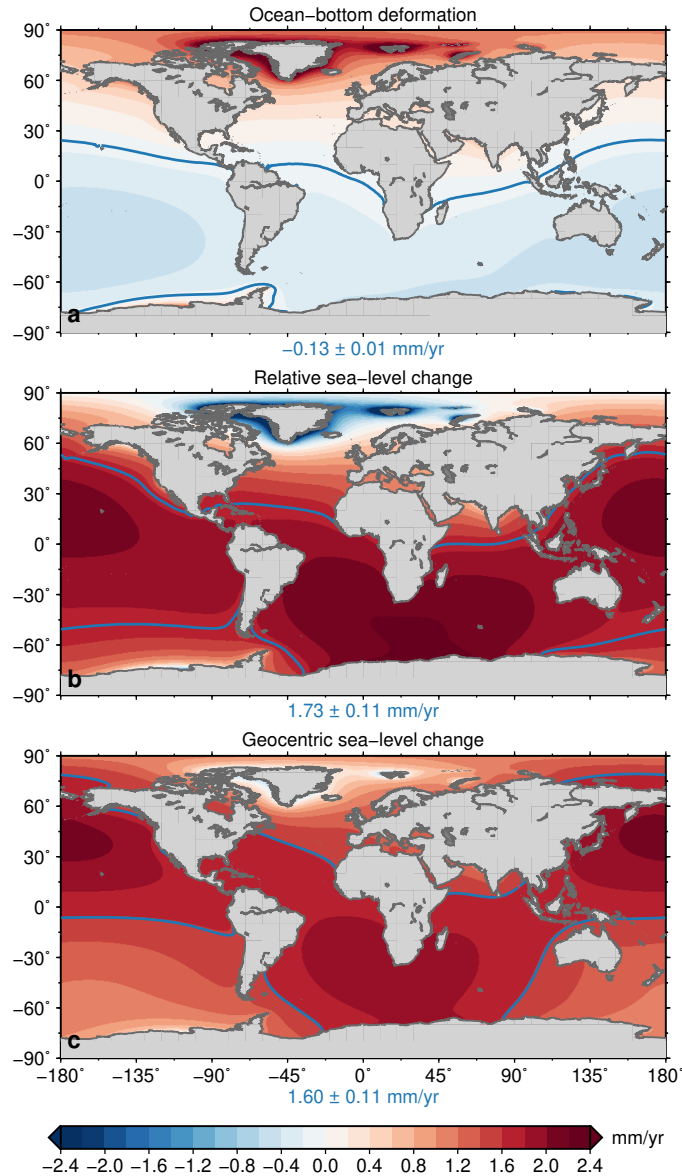 Ocean−bottom deformation
90˚
60˚
30˚
0˚
−30˚
−60˚
−90˚
a
−0.13 ± 0.01 mm/yr
Relative sea−level change
90˚
60˚
30˚
0˚
−30˚
−60˚
−90˚
b
1.73 ± 0.11 mm/yr
Geocentric sea−level change
90˚
60˚
30˚
0˚
−30˚
−60˚
−90˚
c
−180˚ −135˚ −90˚ −45˚ 0˚ 45˚ 90˚ 135˚ 180˚
1.60 ± 0.11 mm/yr
mm/yr
−2.4 −2.0 −1.6 −1.2 −0.8 −0.4 0.0 0.4 0.8 1.2 1.6 2.0 2.4